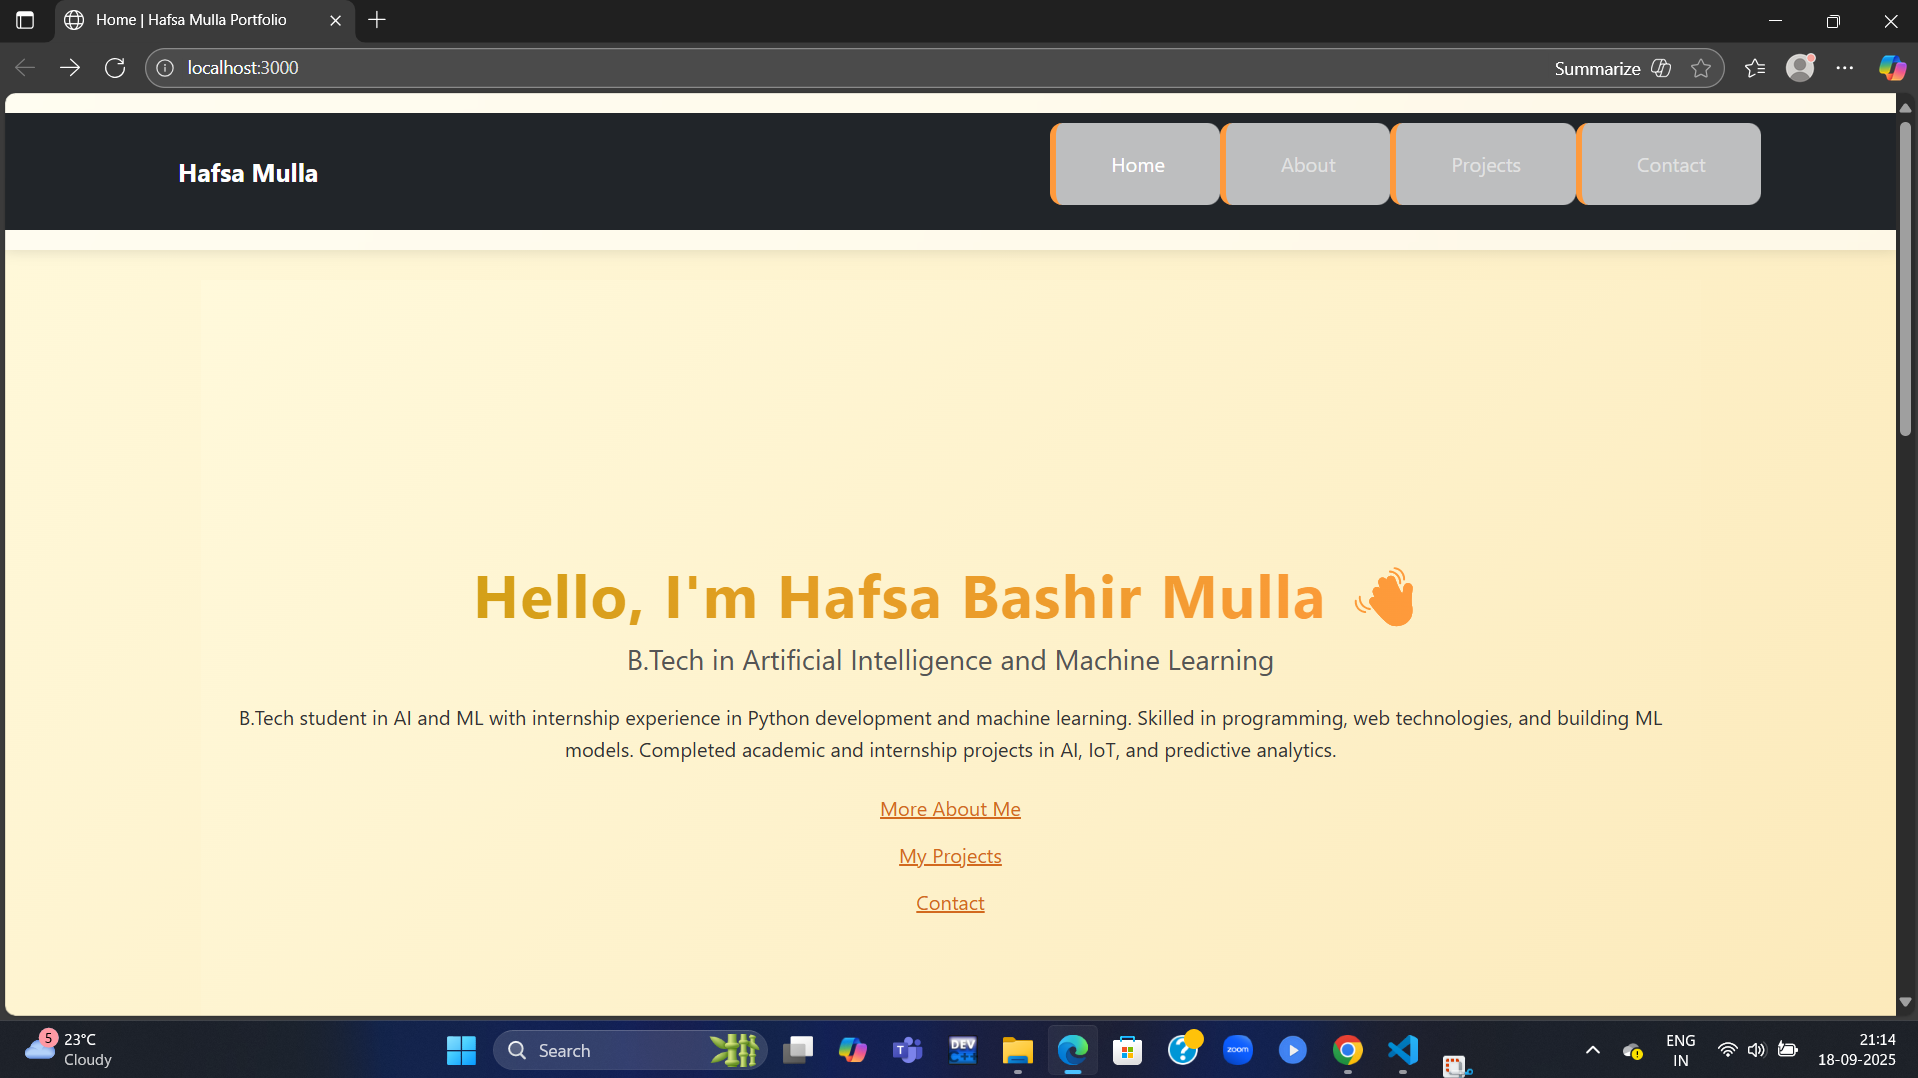 Home | Hafsa Mulla Portfolio
localhost:3000
Summarize
Hafsa Mulla
Home
About
Projects
Contact
Hello, I'm Hafsa Bashir Mulla
B.Tech in Artificial Intelligence and Machine Learning
B.Tech student in AI and ML with internship experience in Python development and machine learning. Skilled in programming, web technologies, and building ML
models. Completed academic and internship projects in AI, IoT, and predictive analytics.
More About Me
My Projects
Contact
5
23°C
Cloudy
Search
T
DEV
C++
?
zoom
ENG
IN
21:14
18-09-2025